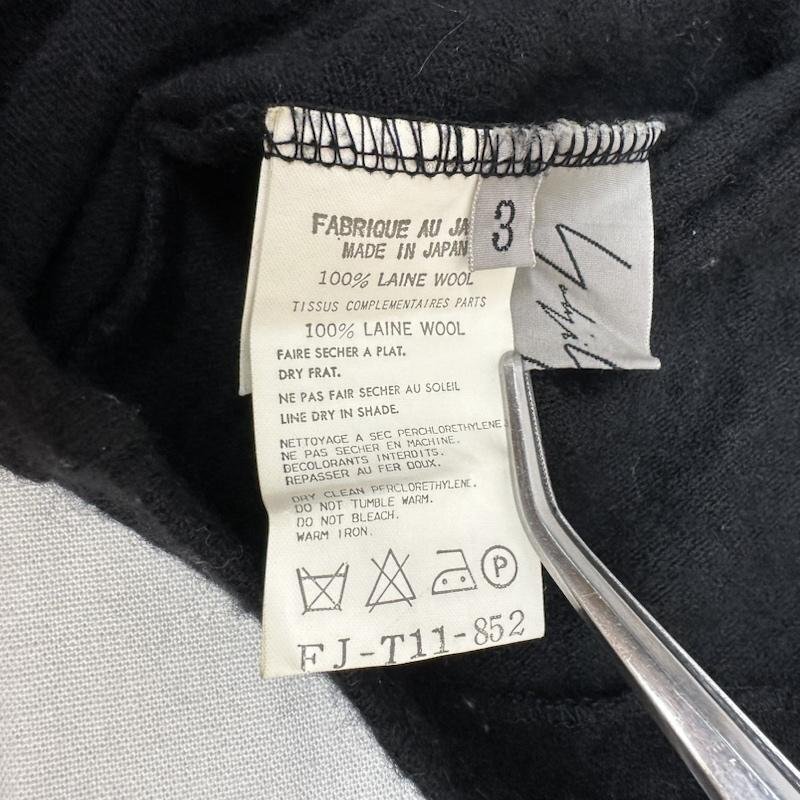 FABRIQUE AU JA
MADE IN JAPAN
3
100% LAINE WOOL
TISSUS COMPLEMENTAIRES PARTS
100% LAINE WOOL
FAIRE SECHER A PLAT.
DRY FRAT.
NE PAS FAIR SECHER AU SOLEIL
LINE DRY IN SHADE.
NETTOYAGE A SEC PERCHLORETHYLENE
NE PAS SECHER EN MACHINE.
DECOLORANTS INTERDITS.
REPASSER AU FER DOUX.
DRY CLEAN PERCLORETHYLENE.
DO NOT TUMBLE WARM.
DO NOT BLEACH.
WARM IRON.
P
FJ-T11-852